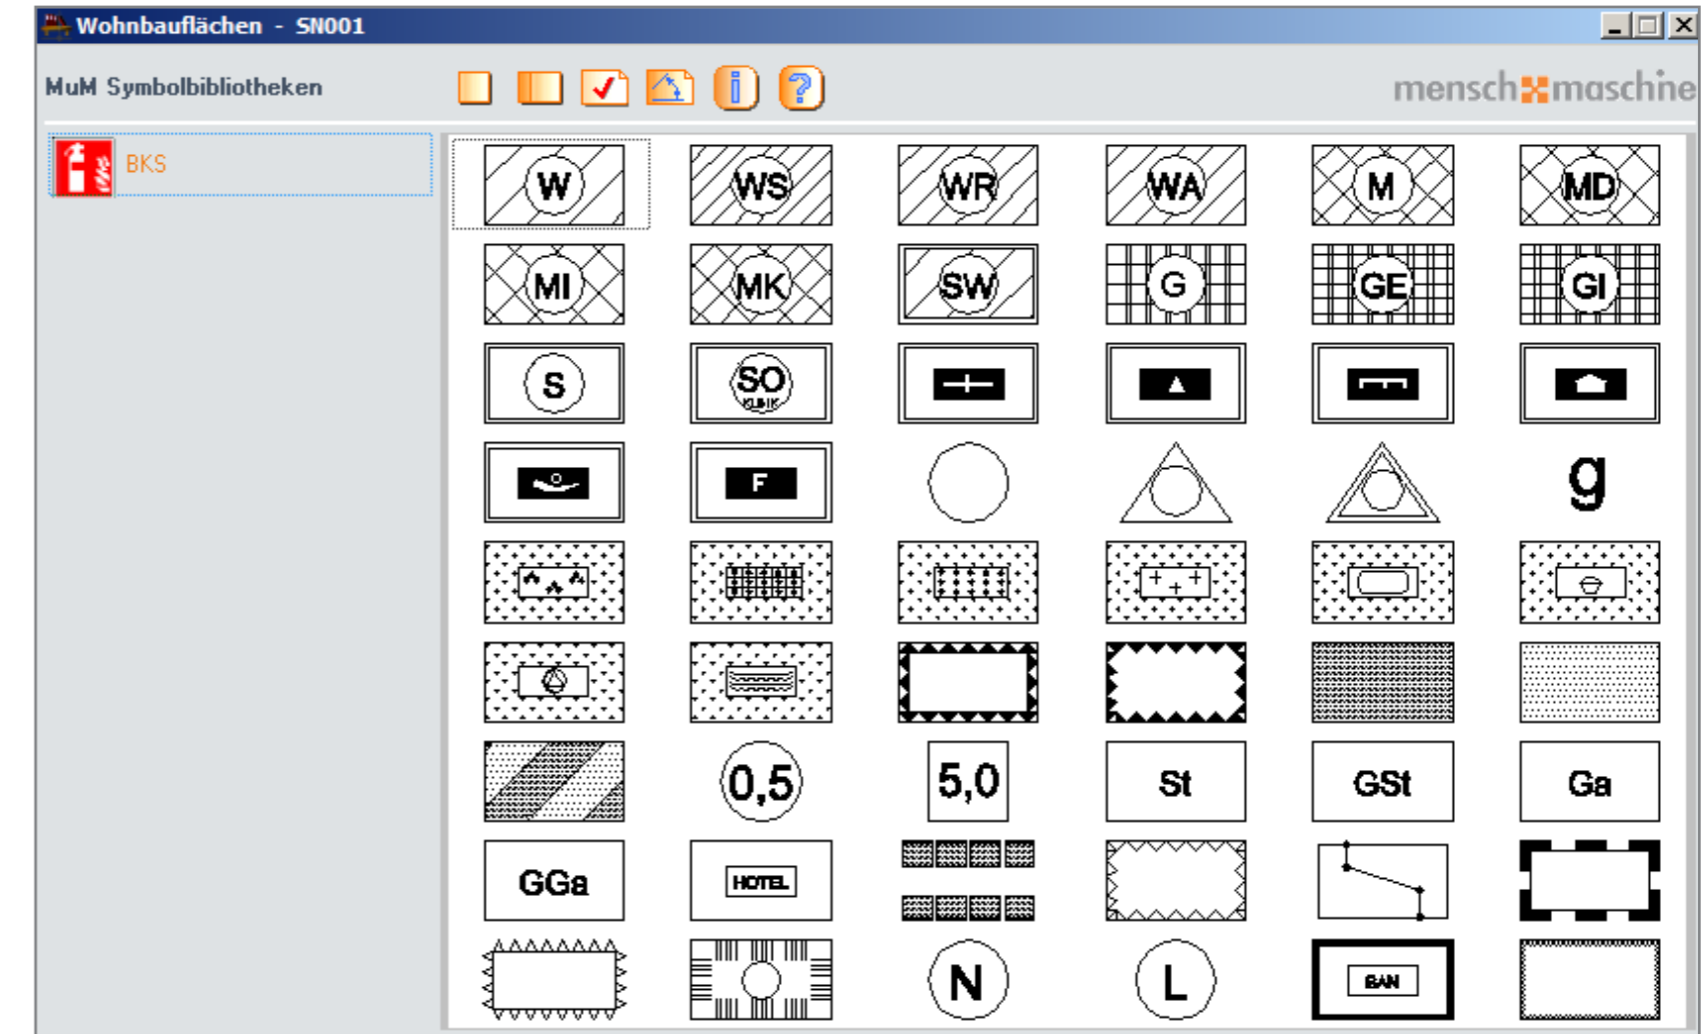 Wohnbauflächen - SN001
MuM Symbolbibliotheken
mensch maschine
BKS
W WS WR WA M MD
MI MK SW G GE GI
S SO
KLINIK
F g
0,5 5,0 St GSt Ga
GGa HOTEL
N L BAN